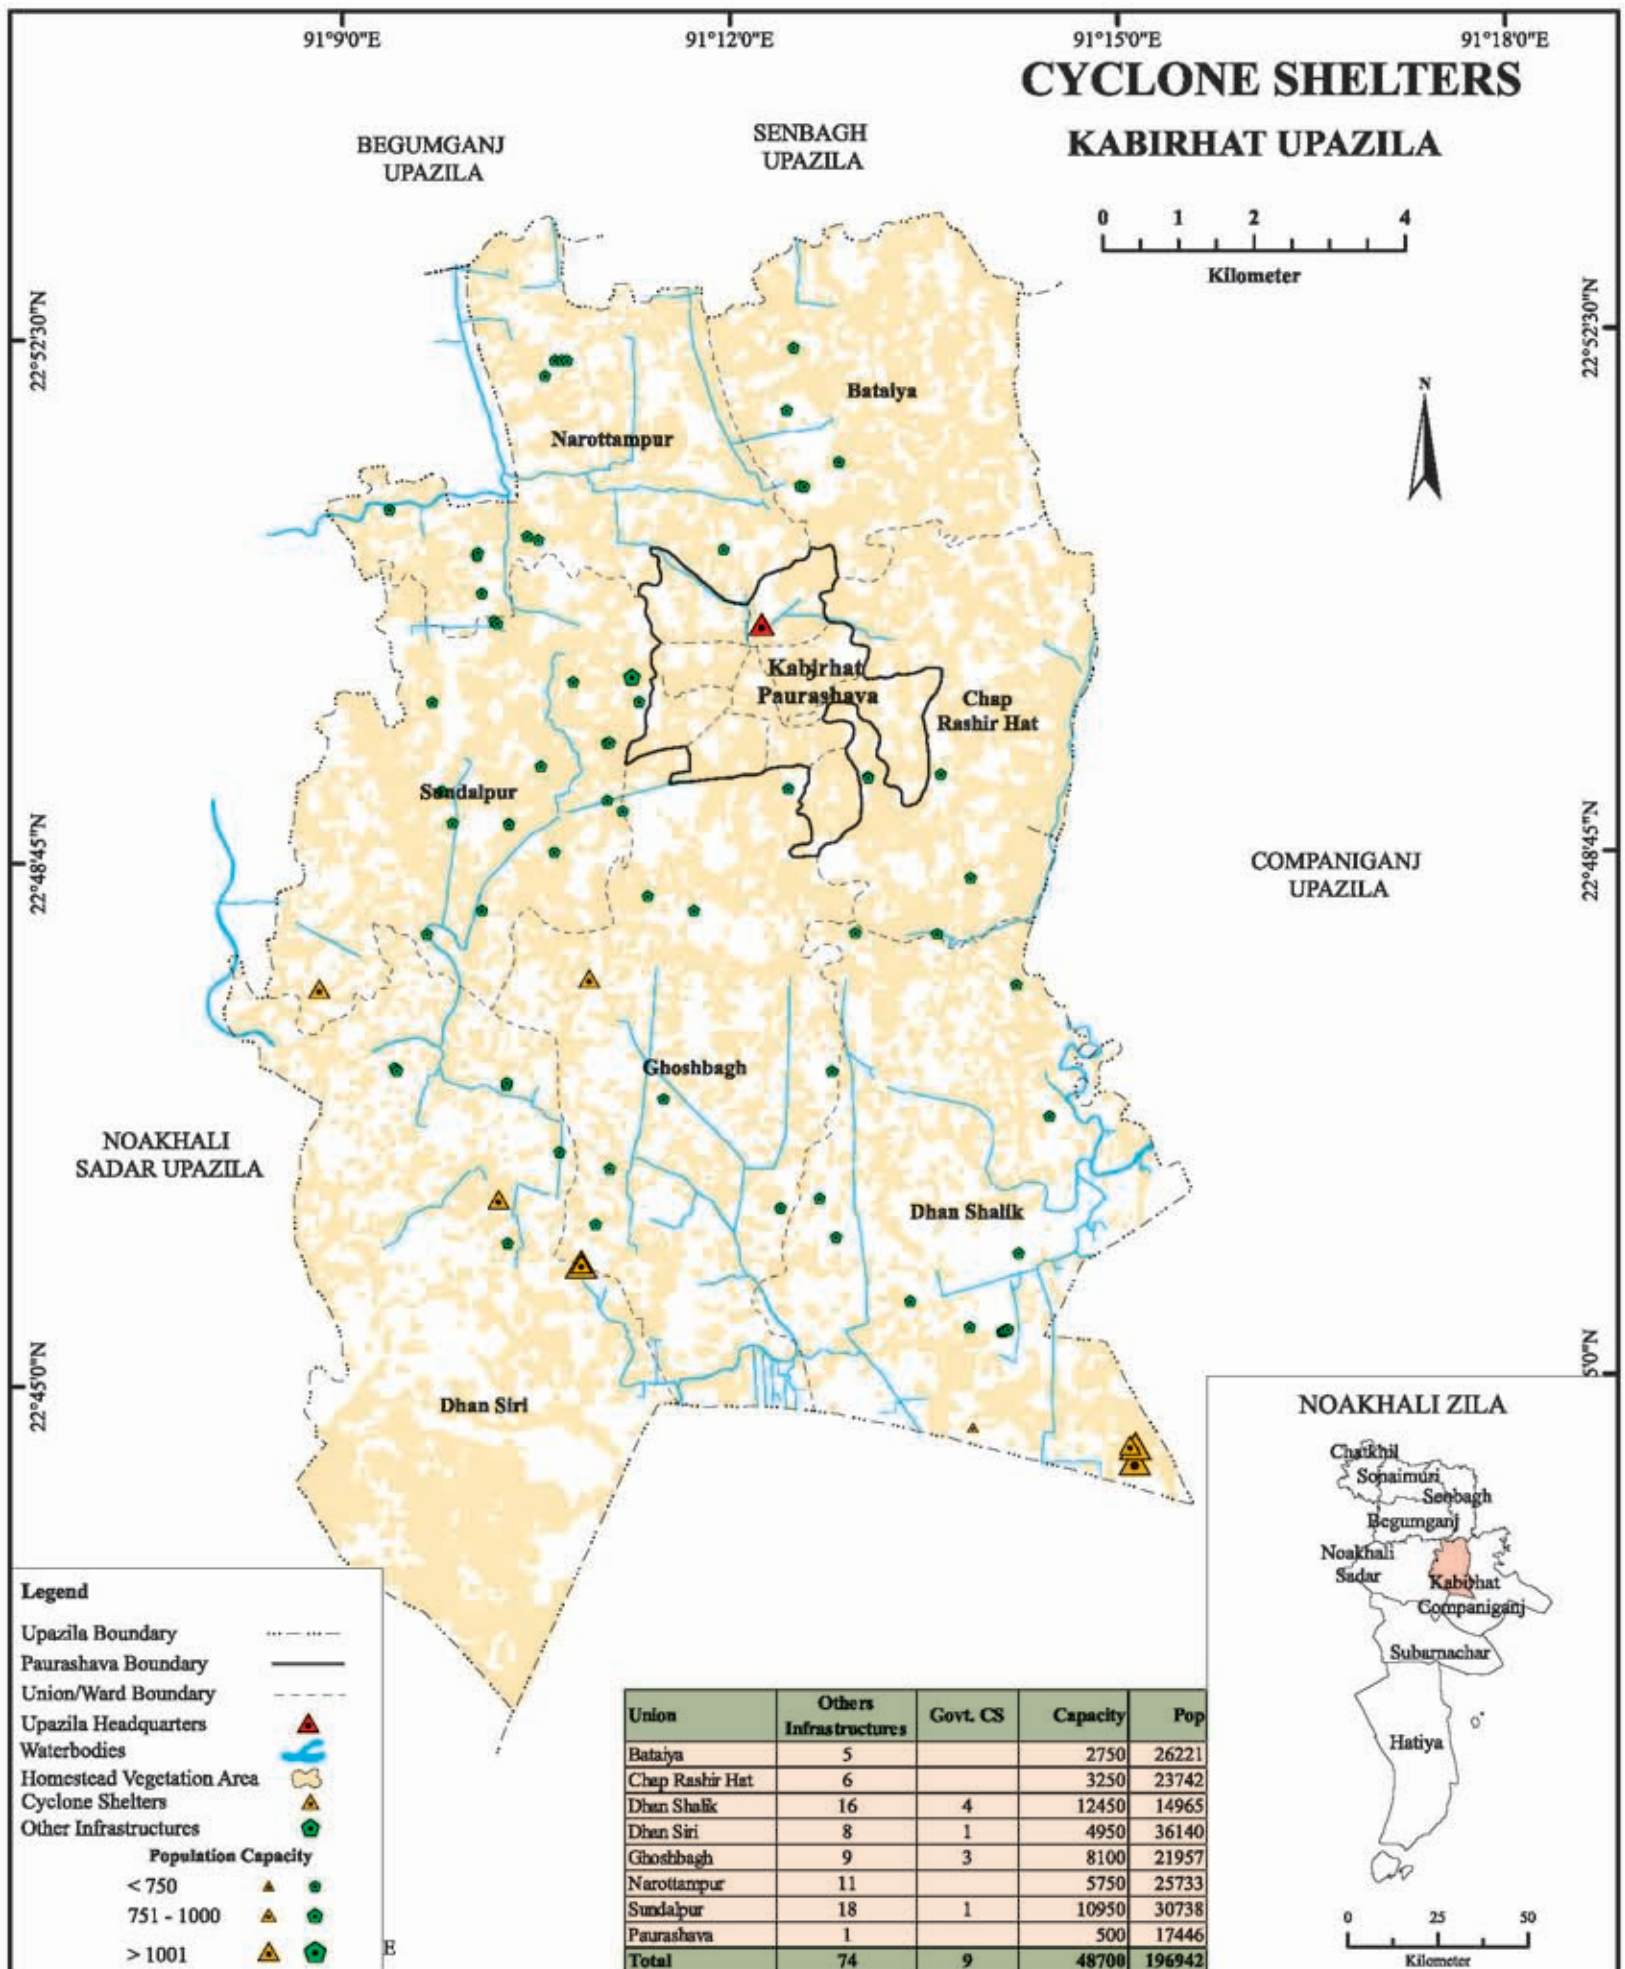 91°9'0"E
91°12'0"E
91°15'0"E
91°18'0"E
CYCLONE SHELTERS
KABIRHAT UPAZILA
BEGUMGANJ
UPAZILA
SENBAGH
UPAZILA
0 1 2 4
Kilometer
22°52'30"N
22°52'30"N
N
Bataiya
Narottampur
Kabirhat
Paurashava
Chap
Rashir Hat
Sundalpur
22°48'45"N
22°48'45"N
COMPANIGANJ
UPAZILA
Ghoshbagh
NOAKHALI
SADAR UPAZILA
Dhan Shalik
22°45'0"N
5'0"N
Dhan Siri
NOAKHALI ZILA
Chatkhil
Sonaimuri
Senbagh
Begumganj
Noakhali
Sadar
Kabirhat
Companiganj
Subarnachar
Hatiya
0 25 50
Kilometer
Legend
Upazila Boundary
Paurashava Boundary
Union/Ward Boundary
Upazila Headquarters
Waterbodies
Homestead Vegetation Area
Cyclone Shelters
Other Infrastructures
Population Capacity
< 750
751 - 1000
> 1001
E
Union Others Infrastructures Govt. CS Capacity Pop
Bataiya 5 2750 26221
Chap Rashir Hat 6 3250 23742
Dhan Shalik 16 4 12450 14965
Dhan Siri 8 1 4950 36140
Ghoshbagh 9 3 8100 21957
Narottampur 11 5750 25733
Sundalpur 18 1 10950 30738
Paurashava 1 500 17446
Total 74 9 48700 196942